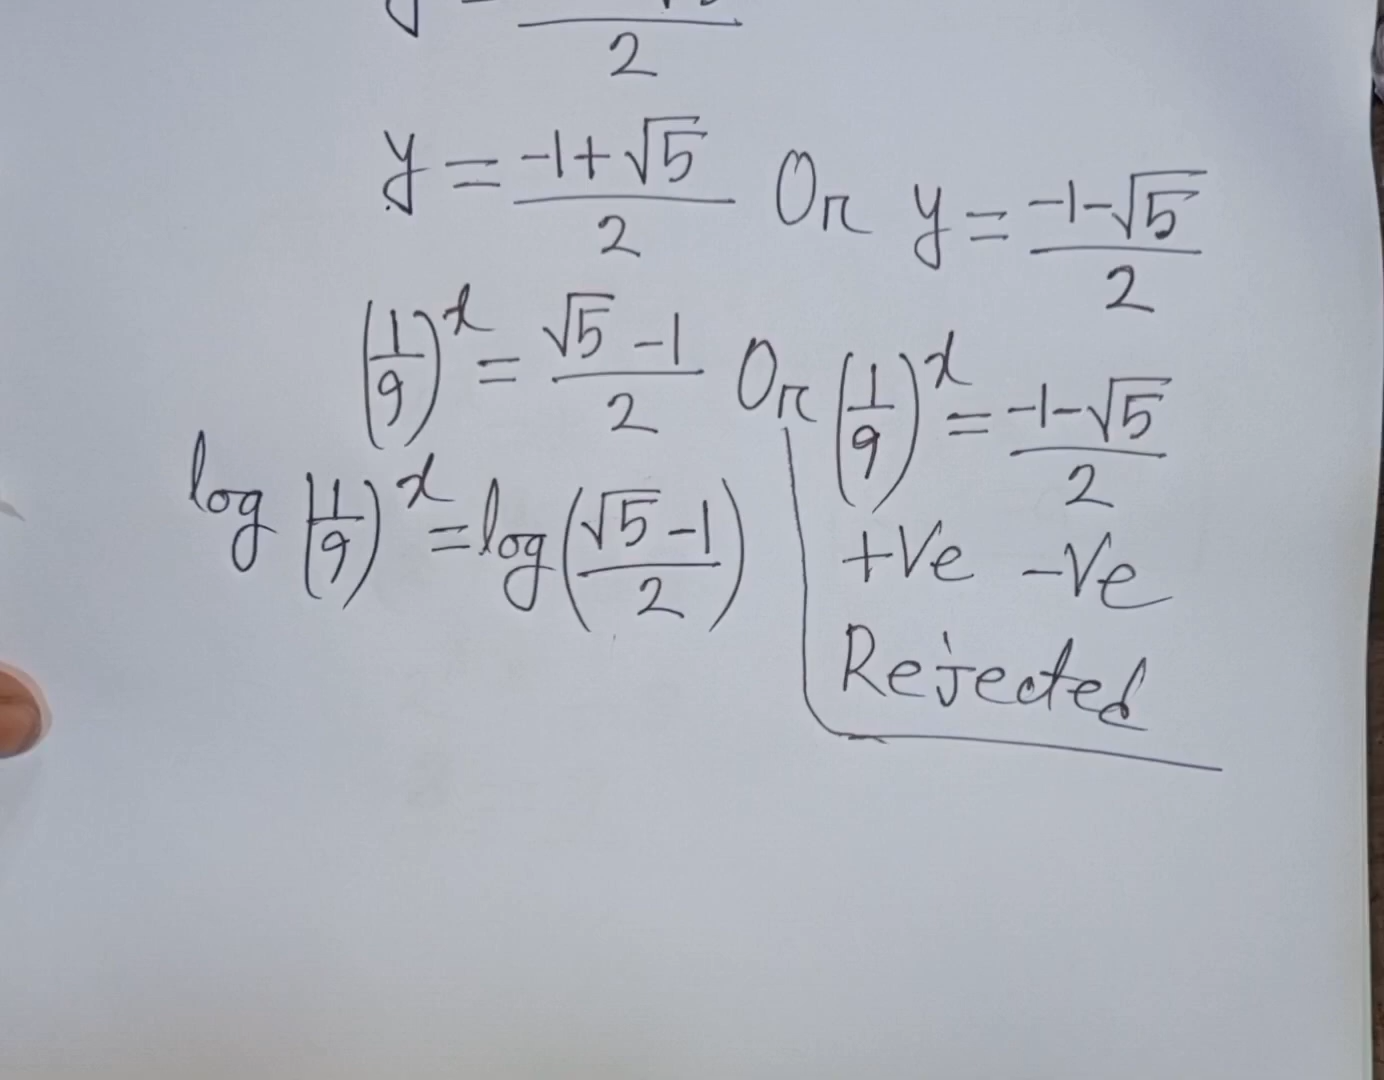 2
y = (-1+√5)/2 Or y = (-1-√5)/2
(1/9)^x = (√5-1)/2 Or (1/9)^x = (-1-√5)/2
log (1/9)^x = log((√5-1)/2)
+Ve -Ve
Rejected